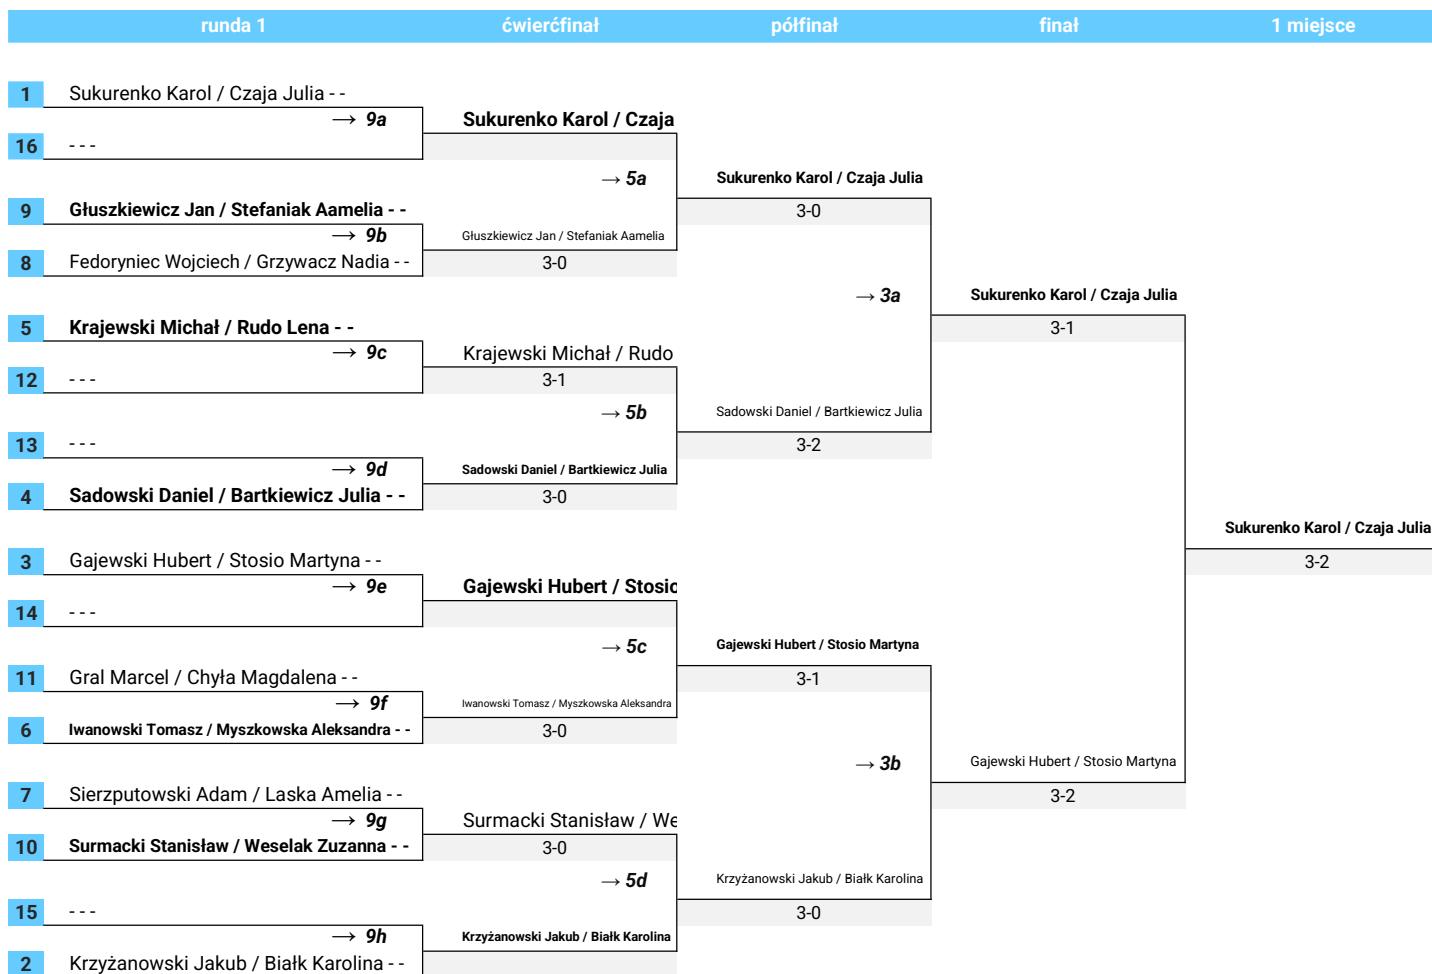 runda 1 ćwierćfinał półfinał finał 1 miejsce
1 Sukurenko Karol / Czaja Julia - -
→ 9a Sukurenko Karol / Czaja
16 - - -
→ 5a Sukurenko Karol / Czaja Julia
9 Głuszkiewicz Jan / Stefaniak Aamelia - - 3-0
→ 9b Głuszkiewicz Jan / Stefaniak Aamelia
8 Fedoryniec Wojciech / Grzywacz Nadia - - 3-0
→ 3a Sukurenko Karol / Czaja Julia
5 Krajewski Michał / Rudo Lena - - 3-1
→ 9c Krajewski Michał / Rudo
12 - - - 3-1
→ 5b Sadowski Daniel / Bartkiewicz Julia
13 - - - 3-2
→ 9d Sadowski Daniel / Bartkiewicz Julia
4 Sadowski Daniel / Bartkiewicz Julia - - 3-0
Sukurenko Karol / Czaja Julia
3 Gajewski Hubert / Stosio Martyna - - 3-2
→ 9e Gajewski Hubert / Stosio
14 - - -
→ 5c Gajewski Hubert / Stosio Martyna
11 Gral Marcel / Chyła Magdalena - - 3-1
→ 9f Iwanowski Tomasz / Myszkowska Aleksandra
6 Iwanowski Tomasz / Myszkowska Aleksandra - - 3-0
→ 3b Gajewski Hubert / Stosio Martyna
7 Sierzputowski Adam / Laska Amelia - - 3-2
→ 9g Surmacki Stanisław / We
10 Surmacki Stanisław / Weselak Zuzanna - - 3-0
→ 5d Krzyżanowski Jakub / Białk Karolina
15 - - - 3-0
→ 9h Krzyżanowski Jakub / Białk Karolina
2 Krzyżanowski Jakub / Białk Karolina - -